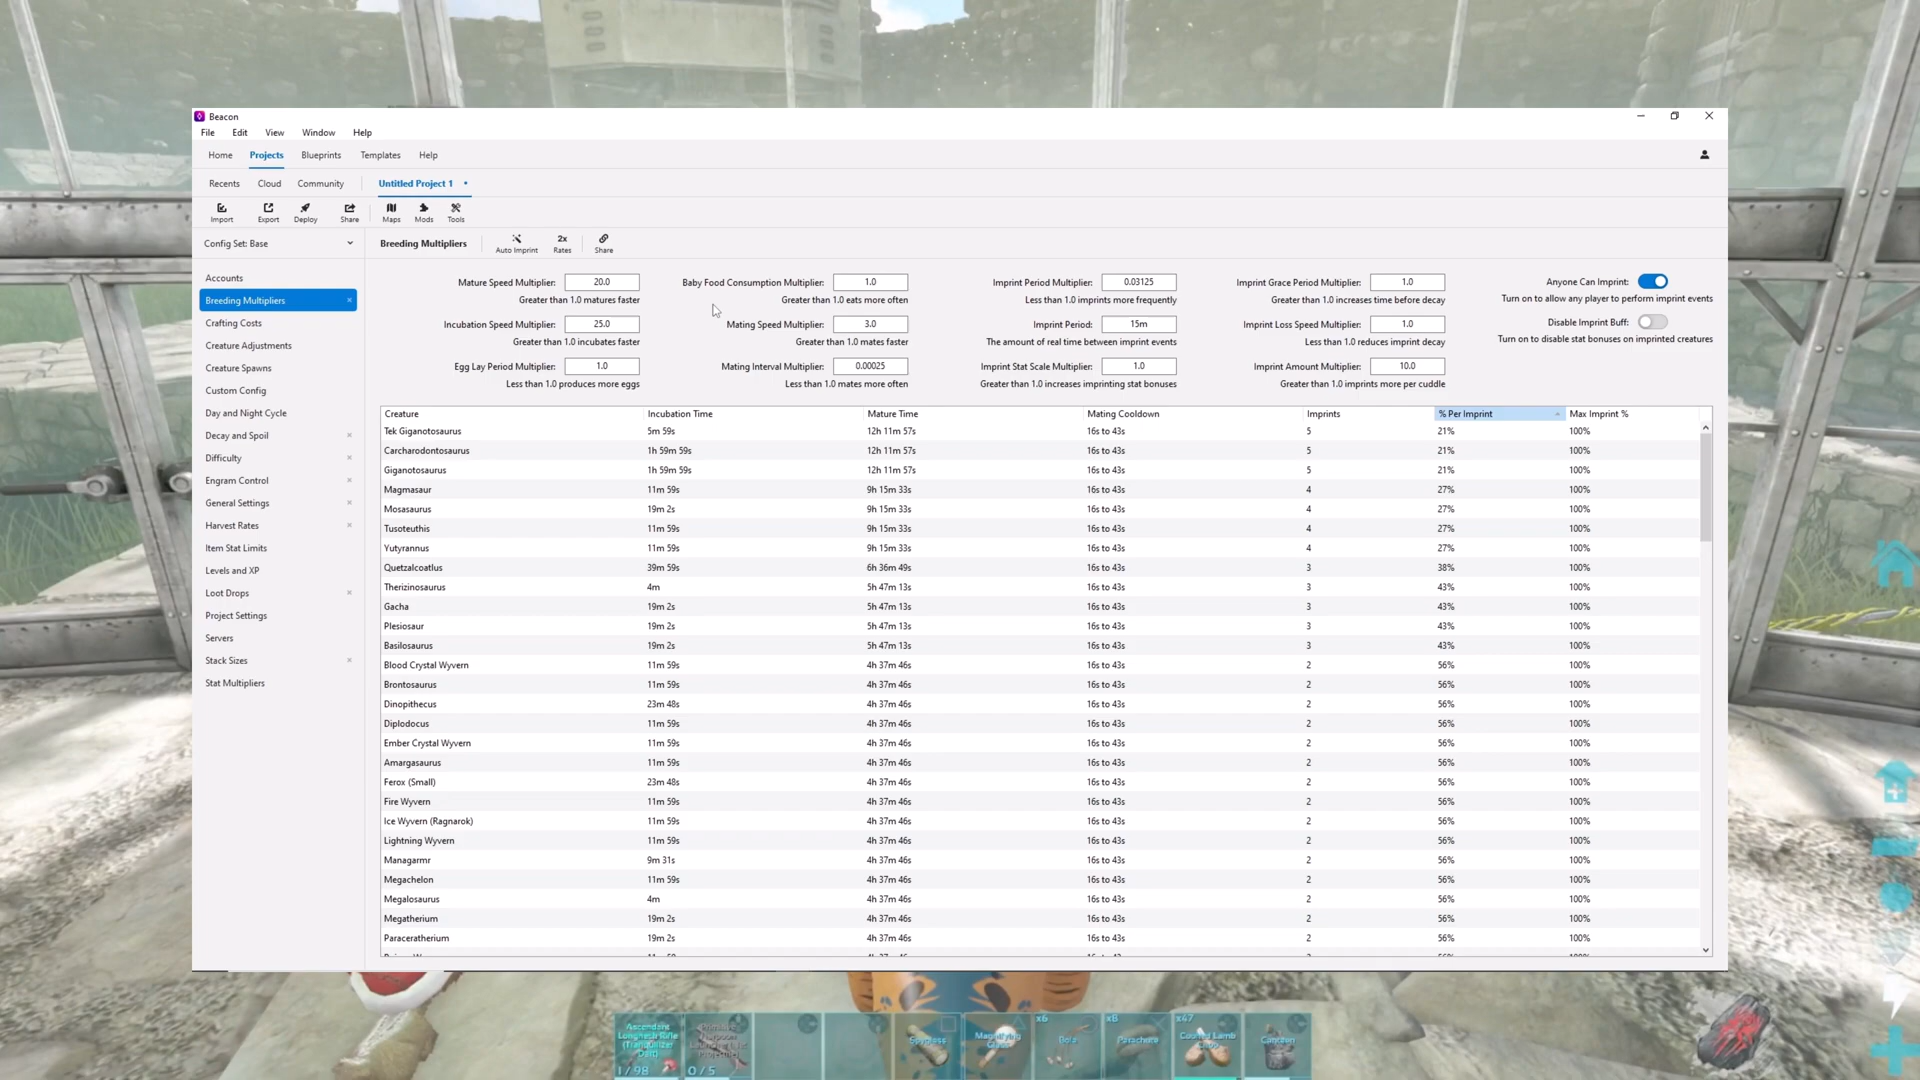 Beacon
File Edit View Window Help
Home Projects Blueprints Templates Help
Recents Cloud Community Untitled Project 1 •
Import Export Deploy Share Maps Mods Tools
Config Set: Base
Breeding Multipliers Auto Imprint 2x Rates Share
Accounts
Breeding Multipliers
Crafting Costs
Creature Adjustments
Creature Spawns
Custom Config
Day and Night Cycle
Decay and Spoil
Difficulty
Engram Control
General Settings
Harvest Rates
Item Stat Limits
Levels and XP
Loot Drops
Project Settings
Servers
Stack Sizes
Stat Multipliers
Mature Speed Multiplier: 20.0
Greater than 1.0 matures faster
Incubation Speed Multiplier: 25.0
Greater than 1.0 incubates faster
Egg Lay Period Multiplier: 1.0
Less than 1.0 produces more eggs
Baby Food Consumption Multiplier: 1.0
Greater than 1.0 eats more often
Mating Speed Multiplier: 3.0
Greater than 1.0 mates faster
Mating Interval Multiplier: 0.00025
Less than 1.0 mates more often
Imprint Period Multiplier: 0.03125
Less than 1.0 imprints more frequently
Imprint Period: 15m
The amount of real time between imprint events
Imprint Stat Scale Multiplier: 1.0
Greater than 1.0 increases imprinting stat bonuses
Imprint Grace Period Multiplier: 1.0
Greater than 1.0 increases time before decay
Imprint Loss Speed Multiplier: 1.0
Less than 1.0 reduces imprint decay
Imprint Amount Multiplier: 10.0
Greater than 1.0 imprints more per cuddle
Anyone Can Imprint:
Turn on to allow any player to perform imprint events
Disable Imprint Buff:
Turn on to disable stat bonuses on imprinted creatures
Creature Incubation Time Mature Time Mating Cooldown Imprints % Per Imprint Max Imprint %
Tek Giganotosaurus 5m 59s 12h 11m 57s 16s to 43s 5 21% 100%
Carcharodontosaurus 1h 59m 59s 12h 11m 57s 16s to 43s 5 21% 100%
Giganotosaurus 1h 59m 59s 12h 11m 57s 16s to 43s 5 21% 100%
Magmasaur 11m 59s 9h 15m 33s 16s to 43s 4 27% 100%
Mosasaurus 19m 2s 9h 15m 33s 16s to 43s 4 27% 100%
Tusoteuthis 11m 59s 9h 15m 33s 16s to 43s 4 27% 100%
Yutyrannus 11m 59s 9h 15m 33s 16s to 43s 4 27% 100%
Quetzalcoatlus 39m 59s 6h 36m 49s 16s to 43s 3 38% 100%
Therizinosaurus 4m 5h 47m 13s 16s to 43s 3 43% 100%
Gacha 19m 2s 5h 47m 13s 16s to 43s 3 43% 100%
Plesiosaur 19m 2s 5h 47m 13s 16s to 43s 3 43% 100%
Basilosaurus 19m 2s 5h 47m 13s 16s to 43s 3 43% 100%
Blood Crystal Wyvern 11m 59s 4h 37m 46s 16s to 43s 2 56% 100%
Brontosaurus 11m 59s 4h 37m 46s 16s to 43s 2 56% 100%
Dinopithecus 23m 48s 4h 37m 46s 16s to 43s 2 56% 100%
Diplodocus 11m 59s 4h 37m 46s 16s to 43s 2 56% 100%
Ember Crystal Wyvern 11m 59s 4h 37m 46s 16s to 43s 2 56% 100%
Amargasaurus 11m 59s 4h 37m 46s 16s to 43s 2 56% 100%
Ferox (Small) 23m 48s 4h 37m 46s 16s to 43s 2 56% 100%
Fire Wyvern 11m 59s 4h 37m 46s 16s to 43s 2 56% 100%
Ice Wyvern (Ragnarok) 11m 59s 4h 37m 46s 16s to 43s 2 56% 100%
Lightning Wyvern 11m 59s 4h 37m 46s 16s to 43s 2 56% 100%
Managarmr 9m 31s 4h 37m 46s 16s to 43s 2 56% 100%
Megachelon 11m 59s 4h 37m 46s 16s to 43s 2 56% 100%
Megalosaurus 4m 4h 37m 46s 16s to 43s 2 56% 100%
Megatherium 19m 2s 4h 37m 46s 16s to 43s 2 56% 100%
Paraceratherium 19m 2s 4h 37m 46s 16s to 43s 2 56% 100%
x6 x8 x47
Ascendant Longneck Rifle (Tranquilizer Dart) Spyglass Magnifying Glass Bola Parachute Cooked Lamb Chop Canteen
1 / 98 0 / 5